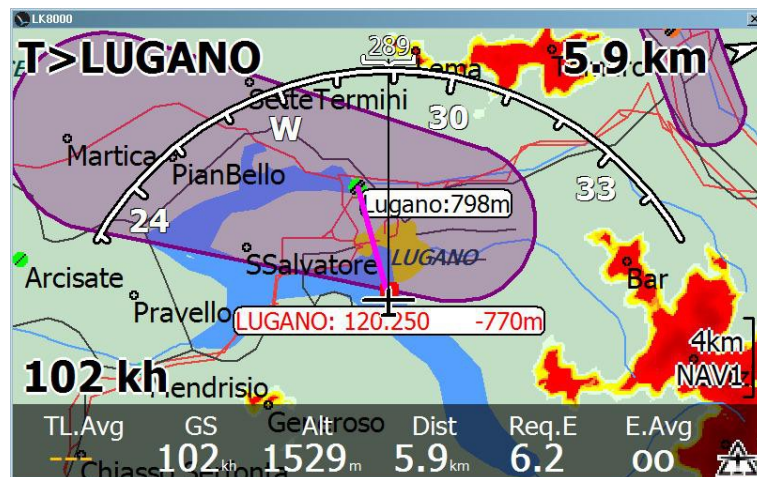 LK8000
T>LUGANO
289
5.9 km
SetteTermini
W
30
Martica
PianBello
33
24
Lugano:798m
LUGANO
SSalvatore
Arcisate
Bar
Pravello
LUGANO: 120.250 -770m
4km
NAV1
102 kh
Mendrisio
Generoso
TL.Avg GS Alt Dist Req.E E.Avg
--- 102 kh 1529 m 5.9 km 6.2 oo